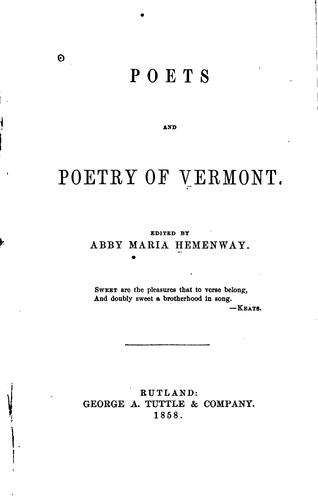 POETS
AND
POETRY OF VERMONT.
EDITED BY
ABBY MARIA HEMENWAY.
SWEET are the pleasures that to verse belong,
And doubly sweet a brotherhood in song.
—KEATS.
RUTLAND:
GEORGE A. TUTTLE & COMPANY.
1858.